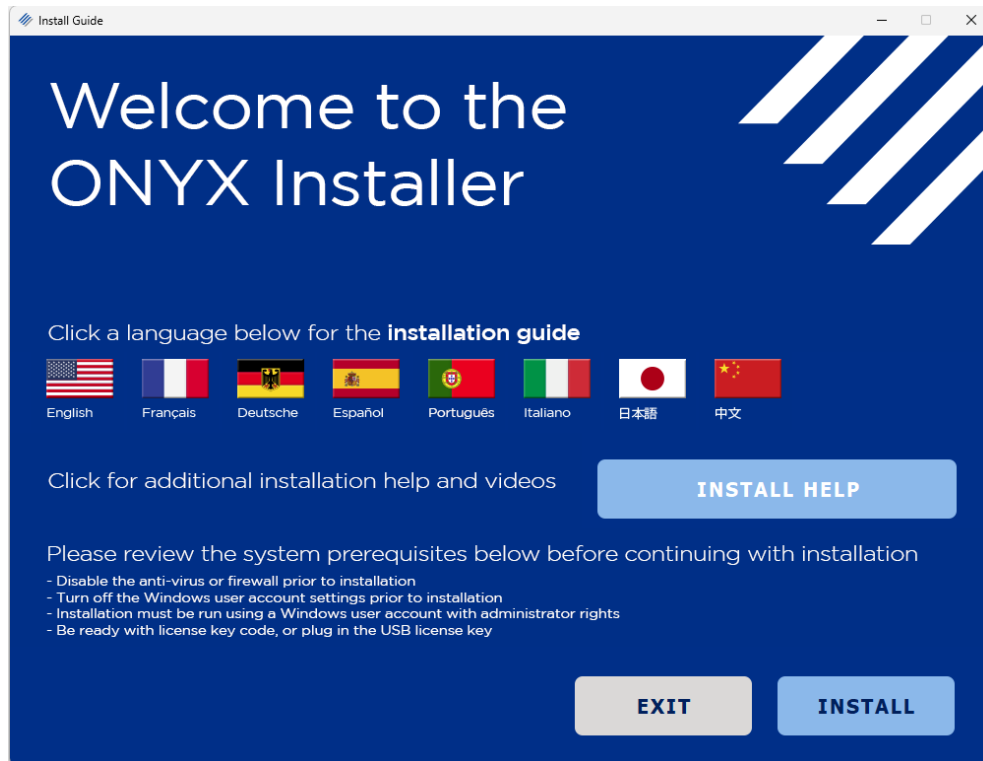 Install Guide
Welcome to the
ONYX Installer
Click a language below for the installation guide
English Français Deutsche Español Português Italiano 日本語 中文
Click for additional installation help and videos
INSTALL HELP
Please review the system prerequisites below before continuing with installation
- Disable the anti-virus or firewall prior to installation
- Turn off the Windows user account settings prior to installation
- Installation must be run using a Windows user account with administrator rights
- Be ready with license key code, or plug in the USB license key
EXIT INSTALL